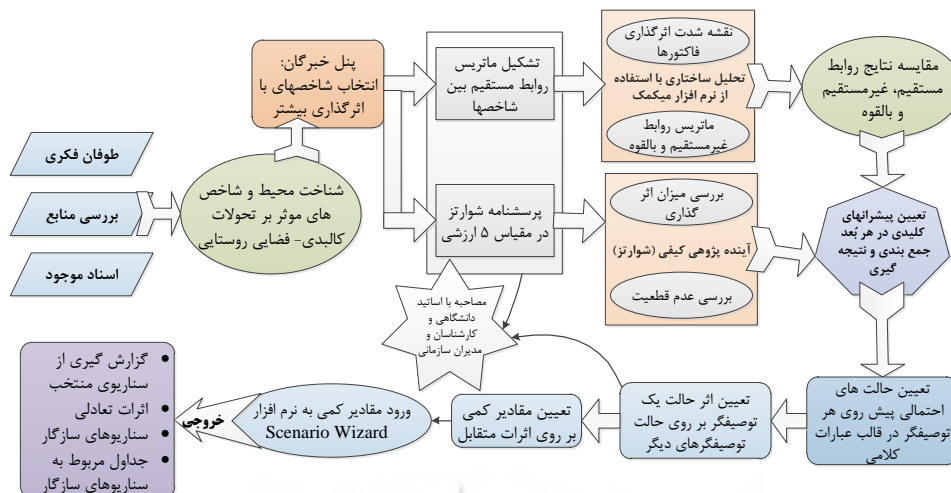 طوفان فکری
بررسی منابع
اسناد موجود
شناخت محیط و شاخص
های موثر بر تحولات
کالبدی- فضایی روستایی
پنل خبرگان:
انتخاب شاخصهای با
اثرگذاری بیشتر
تشکیل ماتریس
روابط مستقیم بین
شاخصها
پرسشنامه شوارتز
در مقیاس ۵ ارزشی
نقشه شدت اثرگذاری
فاکتورها
تحلیل ساختاری با استفاده
از نرم افزار میکمک
ماتریس روابط
غیرمستقیم و بالقوه
بررسی میزان اثر
گذاری
آینده پژوهی کیفی (شوارتز)
بررسی عدم قطعیت
مقایسه نتایج روابط
مستقیم، غیرمستقیم
و بالقوه
تعیین پیشرانهای
کلیدی در هر بُعد
جمع بندی و نتیجه
گیری
مصاحبه با اساتید
دانشگاهی و
کارشناسان و
مدیران سازمانی
تعیین حالت های
احتمالی پیش روی هر
توصیفگر در قالب عبارات
کلامی
تعیین اثر حالت یک
توصیفگر بر روی حالت
توصیفگرهای دیگر
تعیین مقادیر کمی
بر روی اثرات متقابل
ورود مقادیر کمی به نرم افزار
Scenario Wizard
خروجی
• گزارش گیری از
سناریوی منتخب
• اثرات تعادلی
• سناریوهای سازگار
• جداول مربوط به
سناریوهای سازگار